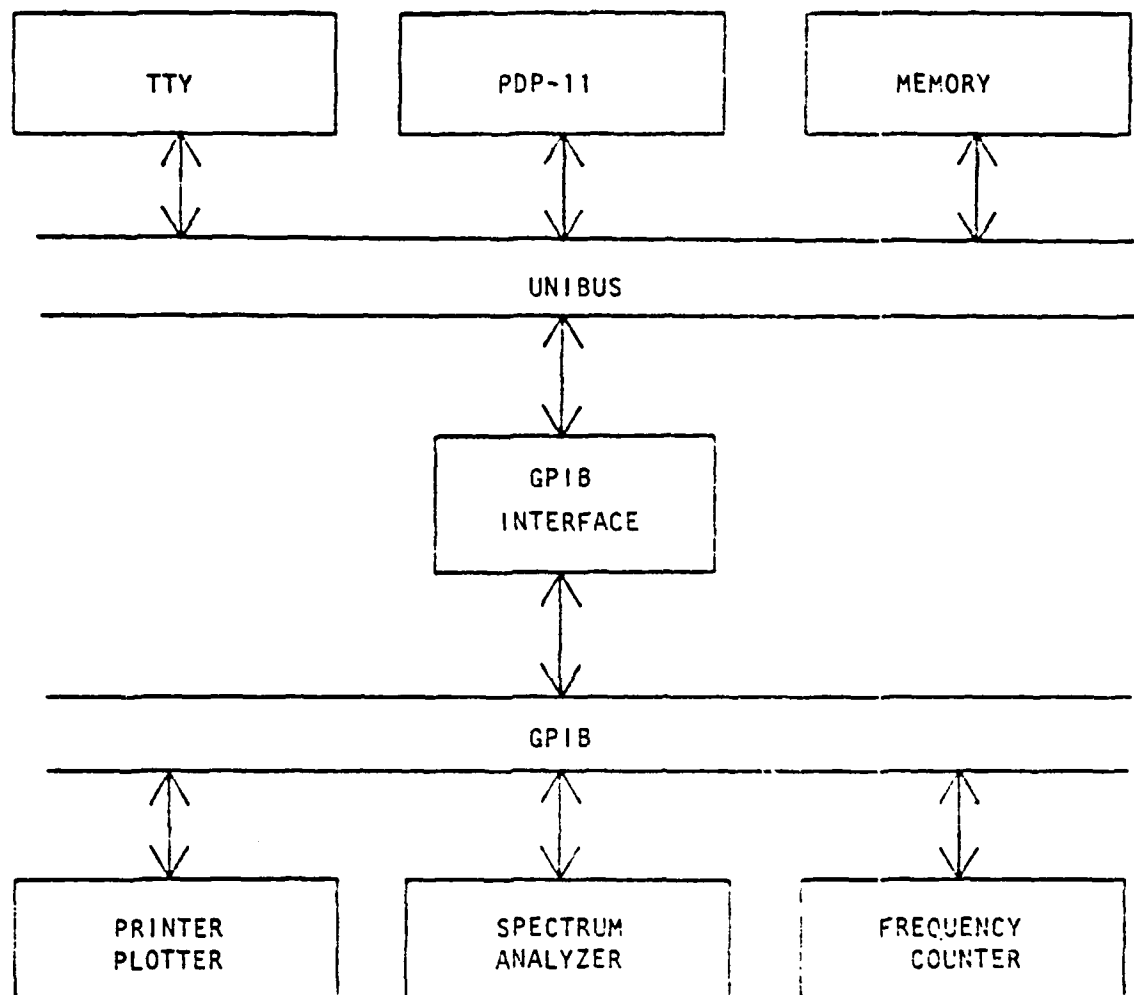 TTY
PDP-11
MEMORY
UNIBUS
GPIB
INTERFACE
GPIB
PRINTER
PLOTTER
SPECTRUM
ANALYZER
FREQUENCY
COUNTER